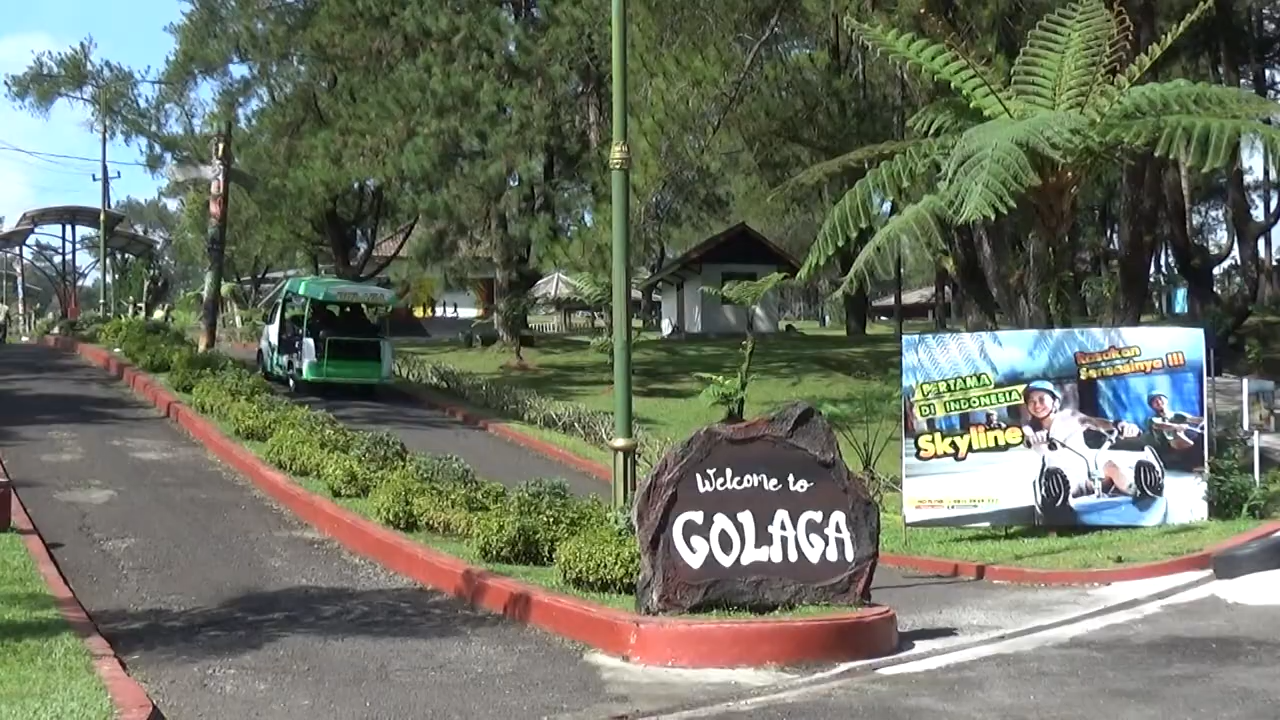 Welcome to
GOLAGA
PERTAMA
DI INDONESIA
Skyline
Rasakan
Sensasinya !!!